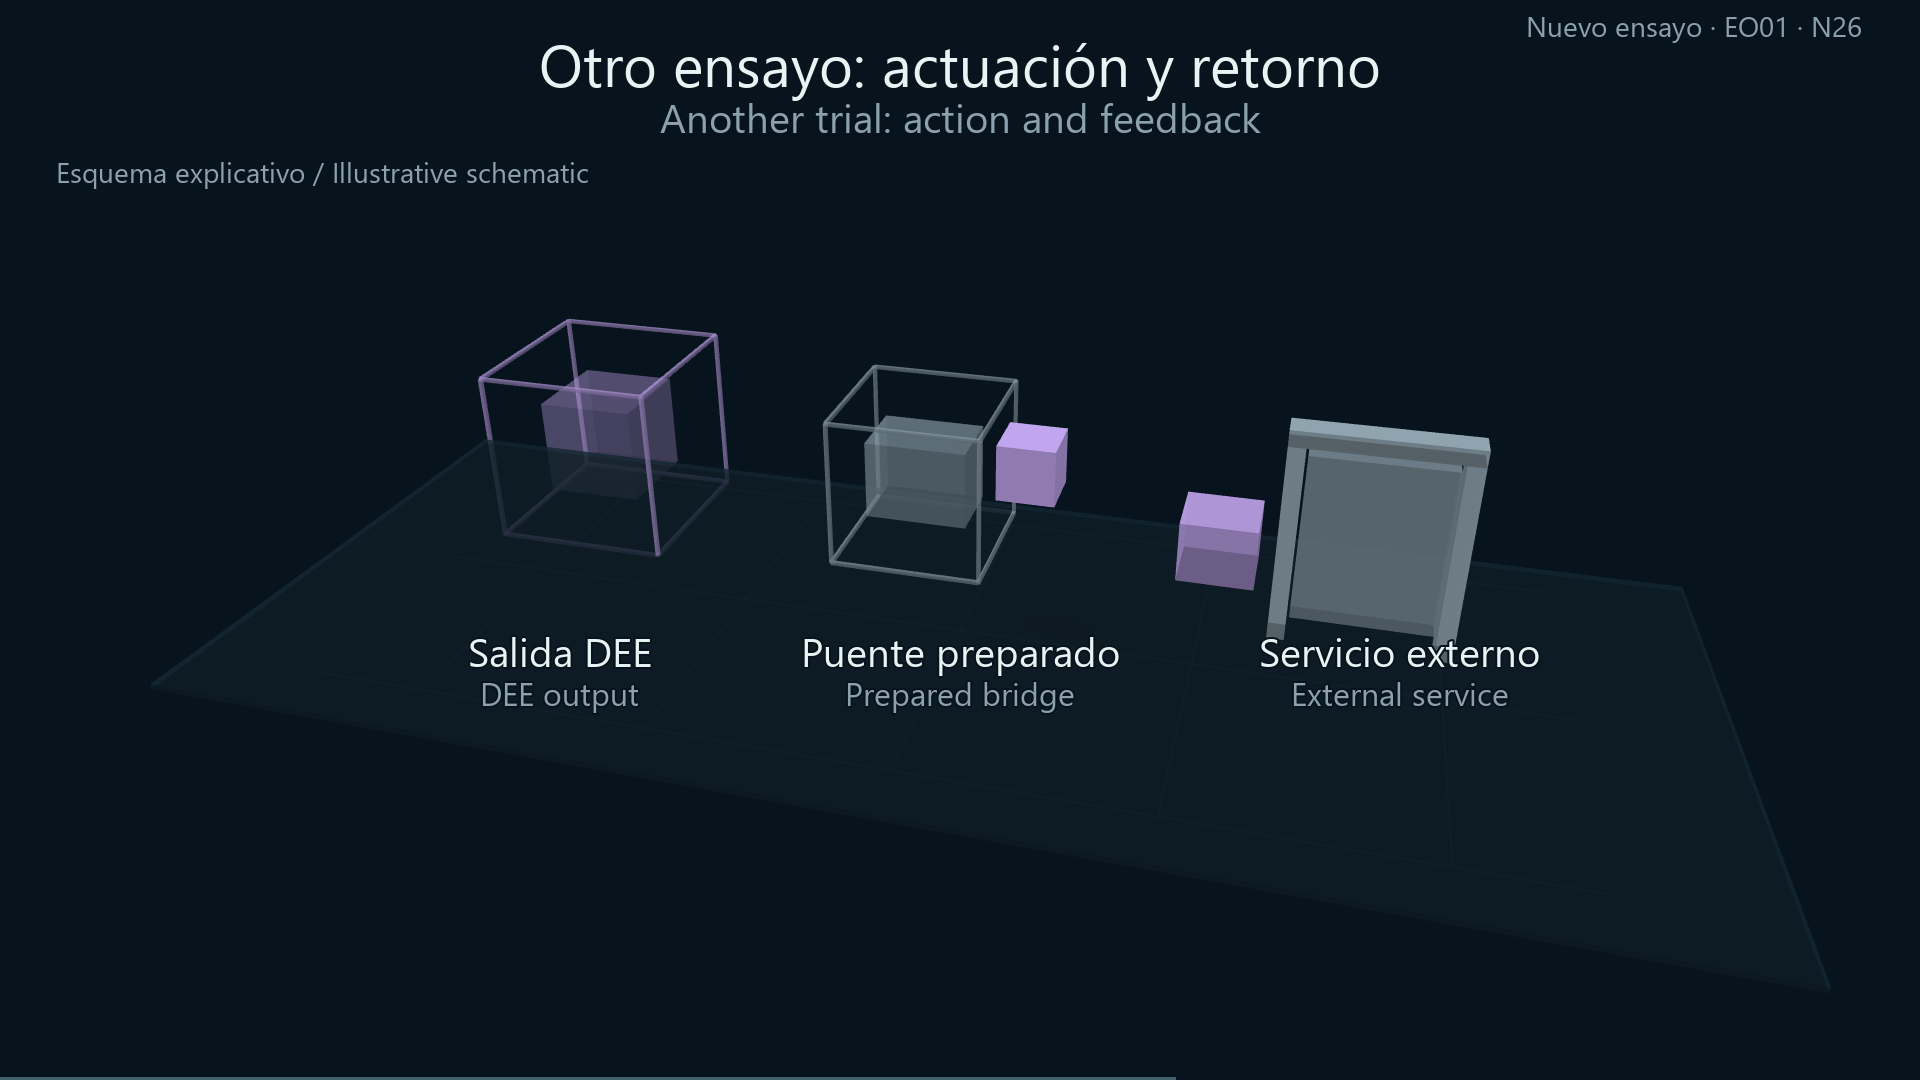 Nuevo ensayo · EO01 · N26
Otro ensayo: actuación y retorno
Another trial: action and feedback
Esquema explicativo / Illustrative schematic
Salida DEE
DEE output
Puente preparado
Prepared bridge
Servicio externo
External service